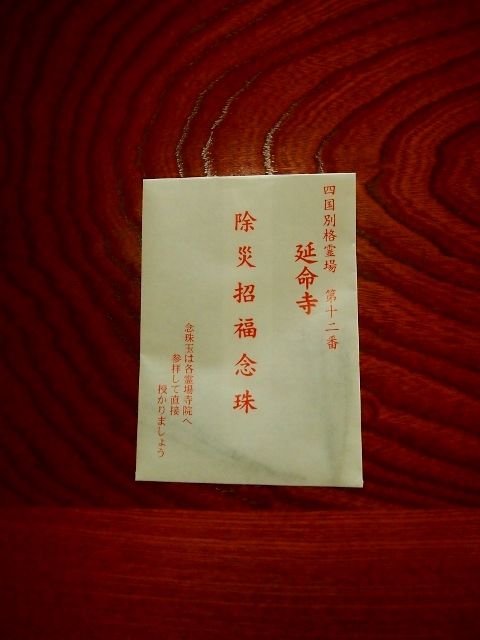 四国別格霊場 第十二番
延命寺
除災招福念珠
念珠玉は各霊場寺院へ
参拝して直接
授かりましょう